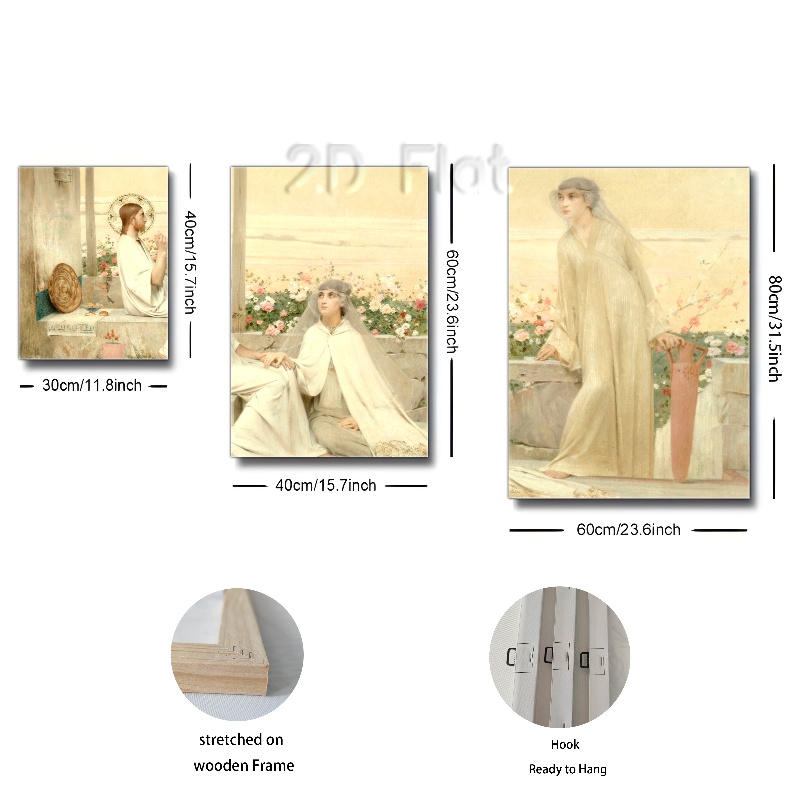 2D Flat
40cm/15.7inch
30cm/11.8inch
60cm/23.6inch
40cm/15.7inch
80cm/31.5inch
60cm/23.6inch
stretched on
wooden Frame
Hook
Ready to Hang